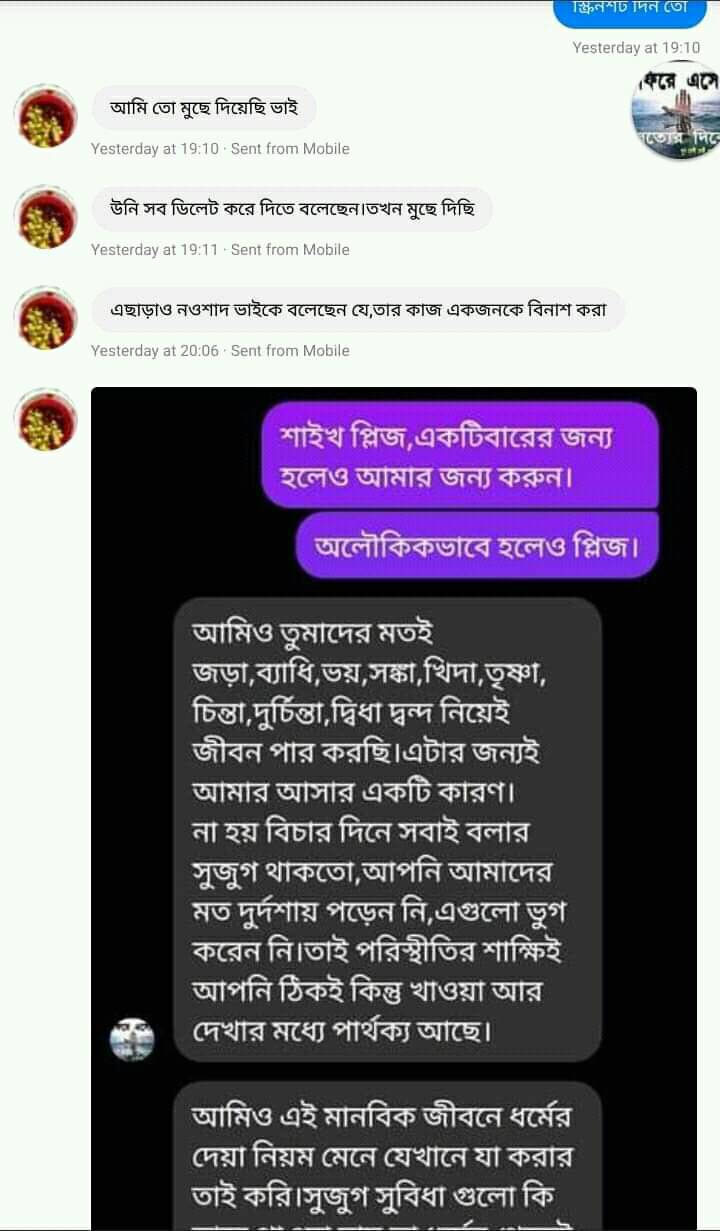 স্ক্রিনশট দিন তো
Yesterday at 19:10
ফিরে এসো
সত্যের দিকে
আমি তো মুছে দিয়েছি ভাই
Yesterday at 19:10 · Sent from Mobile
উনি সব ডিলেট করে দিতে বলেছেন।তখন মুছে দিছি
Yesterday at 19:11 · Sent from Mobile
এছাড়াও নওশাদ ভাইকে বলেছেন যে,তার কাজ একজনকে বিনাশ করা
Yesterday at 20:06 · Sent from Mobile
শাইখ প্লিজ,একটিবারের জন্য
হলেও আমার জন্য করুন।
অলৌকিকভাবে হলেও প্লিজ।
আমিও তুমাদের মতই
জড়া,ব্যাধি,ভয়,সঙ্কা,খিদা,তৃষ্ণা,
চিন্তা,দুর্চিন্তা,দ্বিধা দ্বন্দ নিয়েই
জীবন পার করছি।এটার জন্যই
আমার আসার একটি কারণ।
না হয় বিচার দিনে সবাই বলার
সুজুগ থাকতো,আপনি আমাদের
মত দুর্দশায় পড়েন নি,এগুলো ভুগ
করেন নি।তাই পরিস্থীতির শাক্ষিই
আপনি ঠিকই কিন্তু খাওয়া আর
দেখার মধ্যে পার্থক্য আছে।
আমিও এই মানবিক জীবনে ধর্মের
দেয়া নিয়ম মেনে যেখানে যা করার
তাই করি।সুজুগ সুবিধা গুলো কি